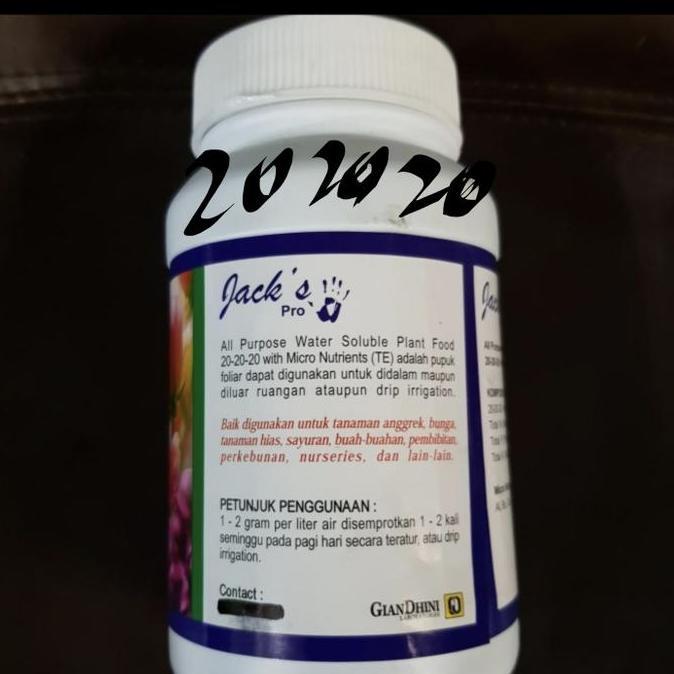 20 20 20
Jack's
Pro
All Purpose Water Soluble Plant Food
20-20-20 with Micro Nutrients (TE) adalah pupuk
foliar dapat digunakan untuk didalam maupun
diluar ruangan ataupun drip irrigation.
Baik digunakan untuk tanaman anggrek, bunga,
tanaman hias, sayuran, buah-buahan, pembibitan,
perkebunan, nurseries, dan lain-lain.
PETUNJUK PENGGUNAAN :
1 - 2 gram per liter air disemprotkan 1 - 2 kali
seminggu pada pagi hari secara teratur, atau drip
irrigation.
Contact :
GIANDHINI
LABORATORIES